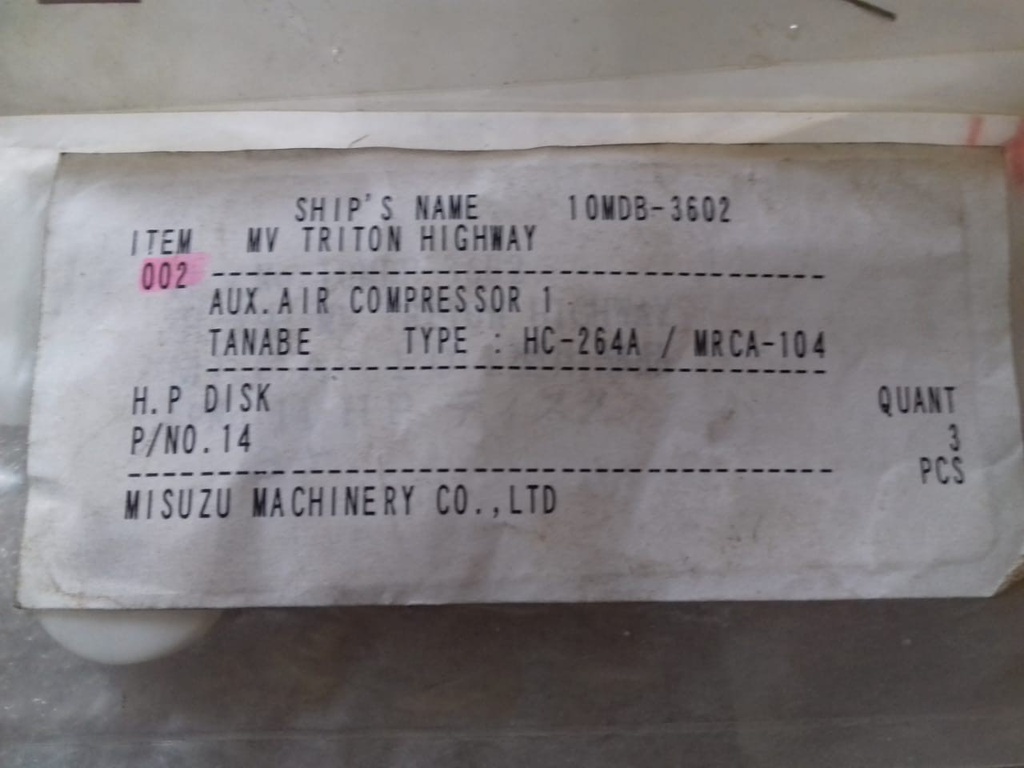 SHIP'S NAME 10MDB-3602
ITEM MV TRITON HIGHWAY
002 -----------------------------------
AUX.AIR COMPRESSOR 1
TANABE TYPE : HC-264A / MRCA-104
-----------------------------------
H.P DISK QUANT
P/NO.14 3
--------------------------------------- PCS
MISUZU MACHINERY CO.,LTD